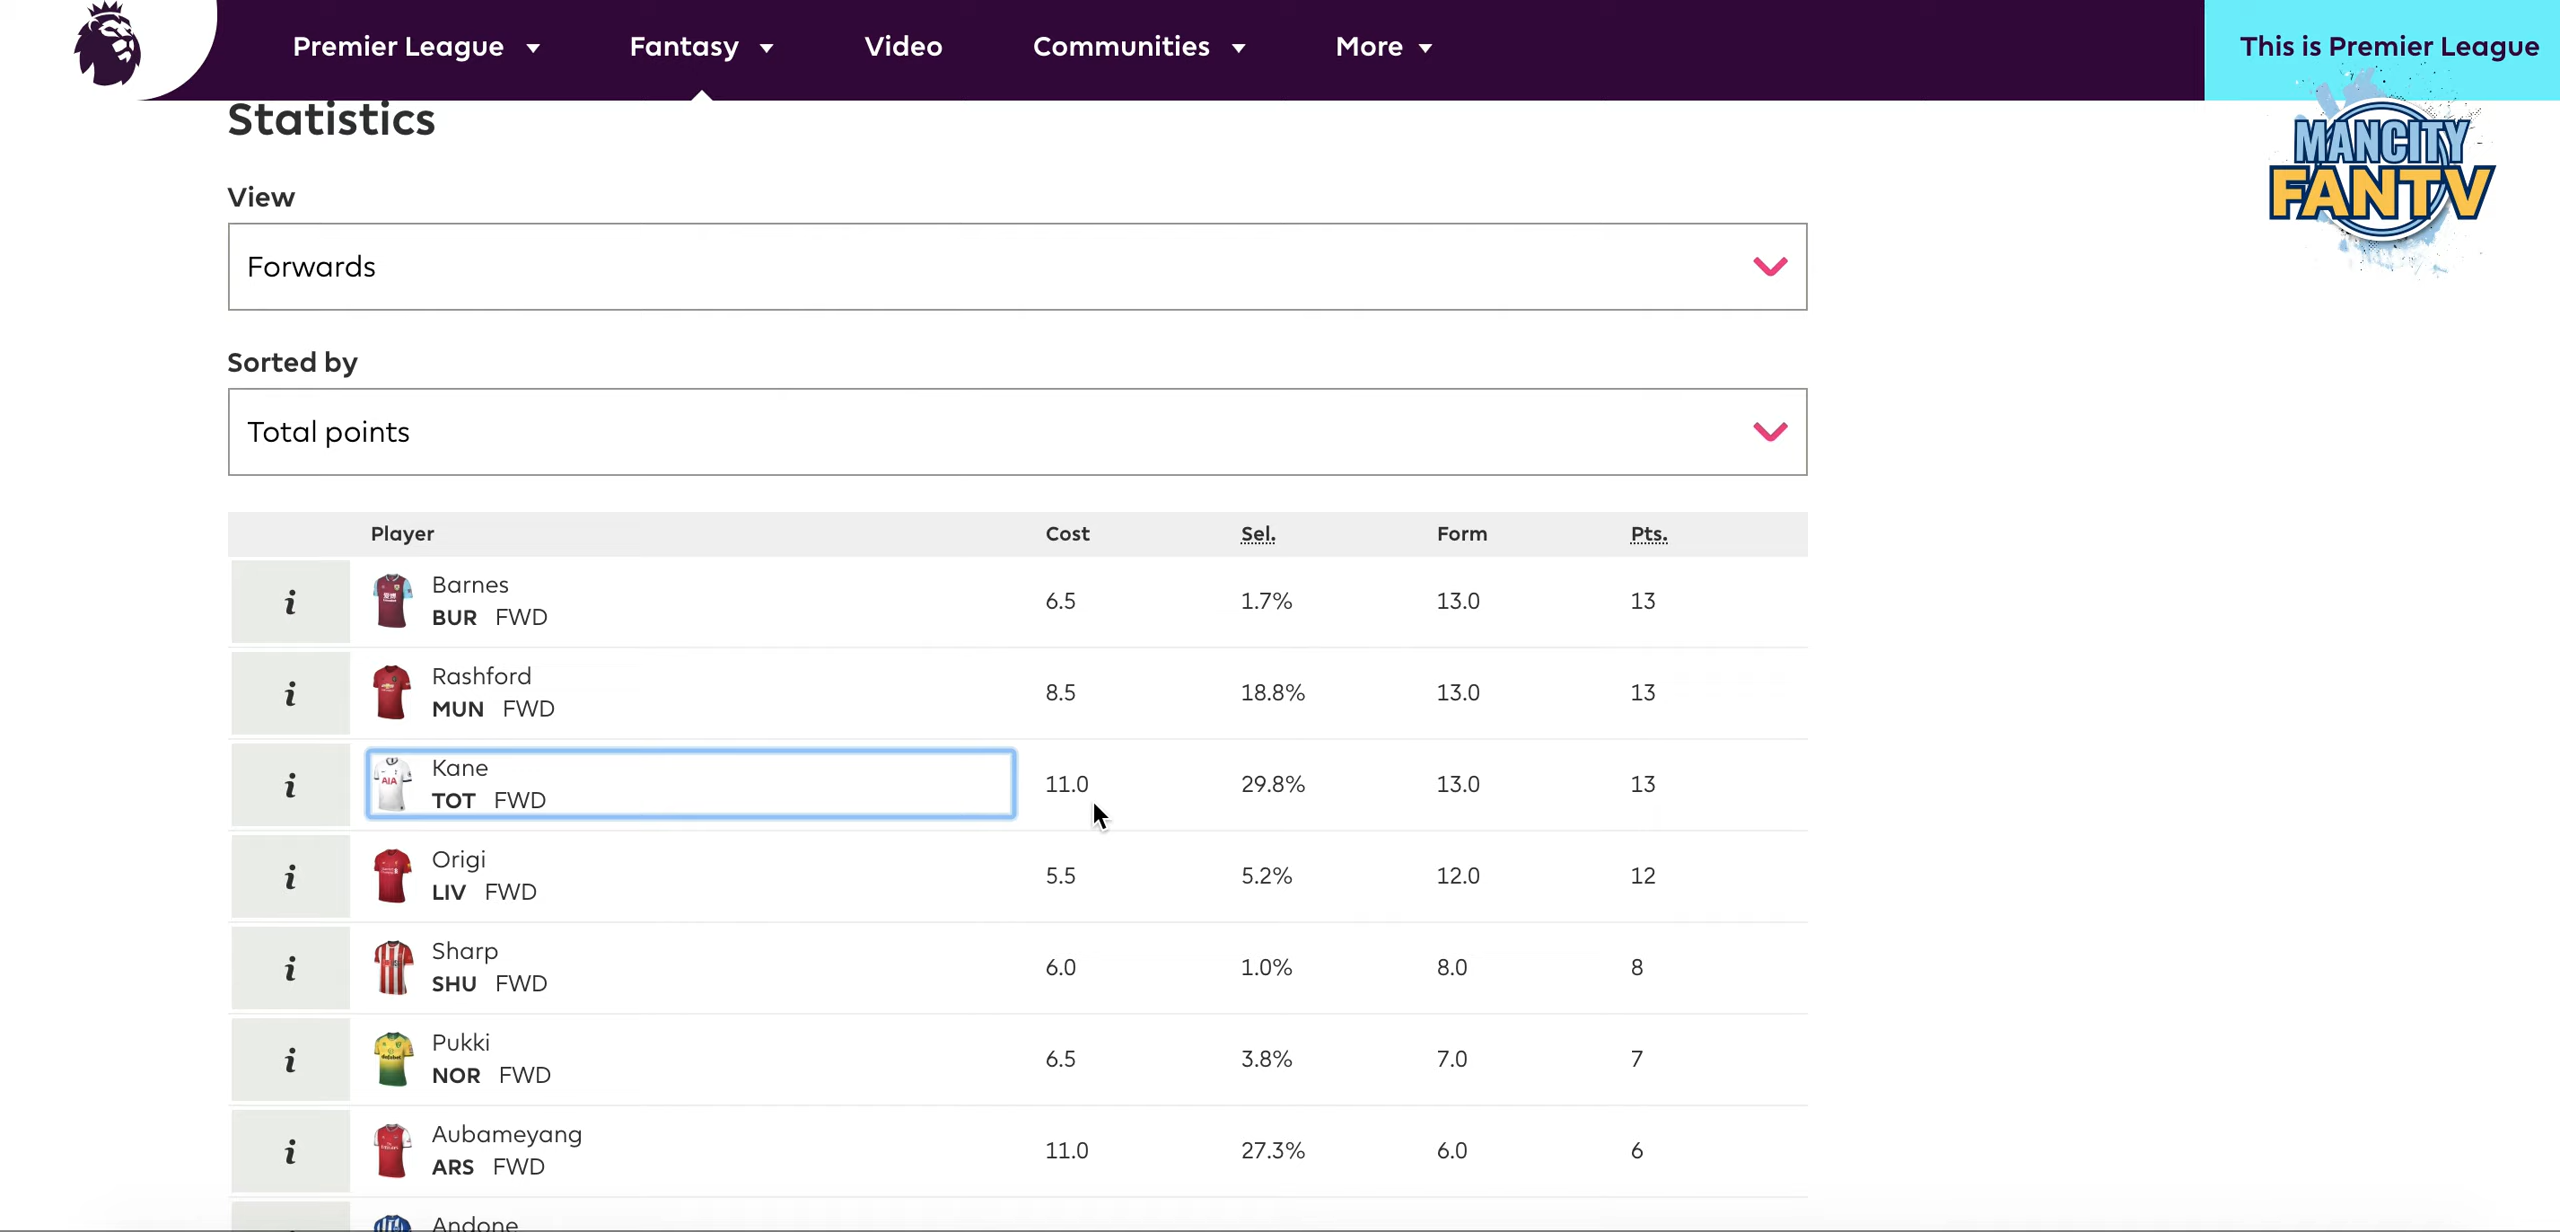 Premier League Fantasy Video Communities More This is Premier League
MANCITY
FANTV
Statistics
View
Forwards
Sorted by
Total points
Player Cost Sel. Form Pts.
i Barnes 6.5 1.7% 13.0 13
BUR FWD
i Rashford 8.5 18.8% 13.0 13
MUN FWD
i Kane 11.0 29.8% 13.0 13
AIA
TOT FWD
i Origi 5.5 5.2% 12.0 12
LIV FWD
i Sharp 6.0 1.0% 8.0 8
SHU FWD
i Pukki 6.5 3.8% 7.0 7
NOR FWD
i Aubameyang 11.0 27.3% 6.0 6
ARS FWD
Andone